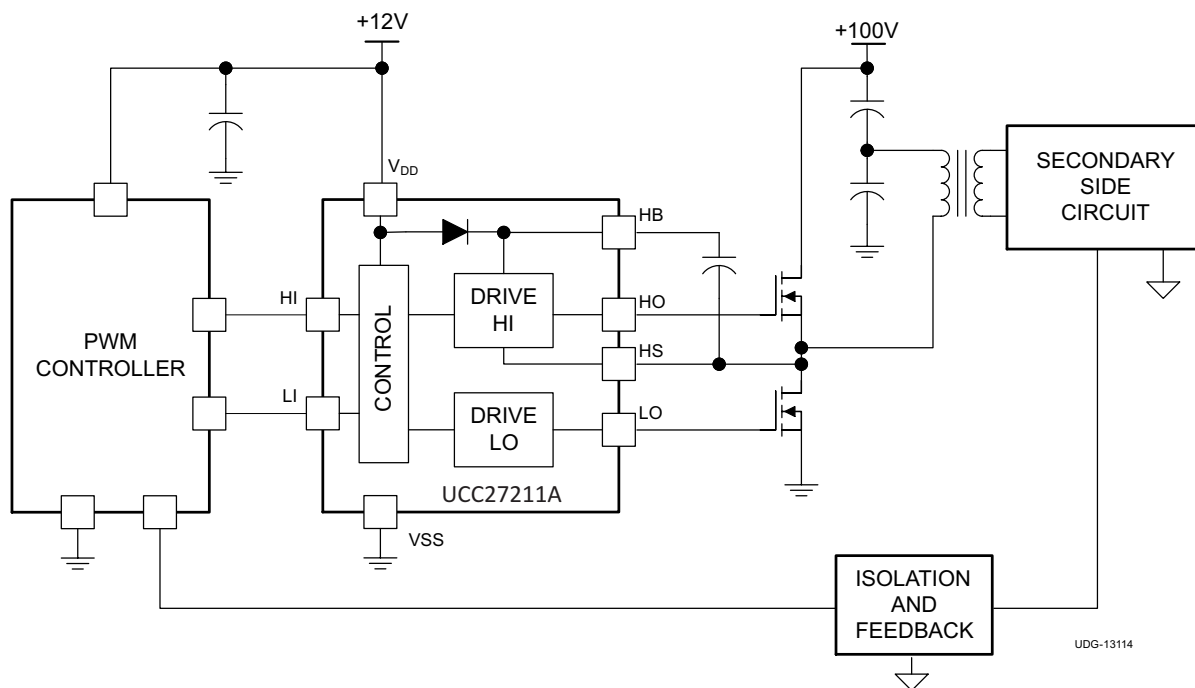 +12V
+100V
SECONDARY
SIDE
CIRCUIT
VDD
HB
HI
DRIVE
HI
HO
PWM
CONTROLLER
CONTROL
HS
LI
DRIVE
LO
LO
UCC27211A
VSS
ISOLATION
AND
FEEDBACK
UDG-13114